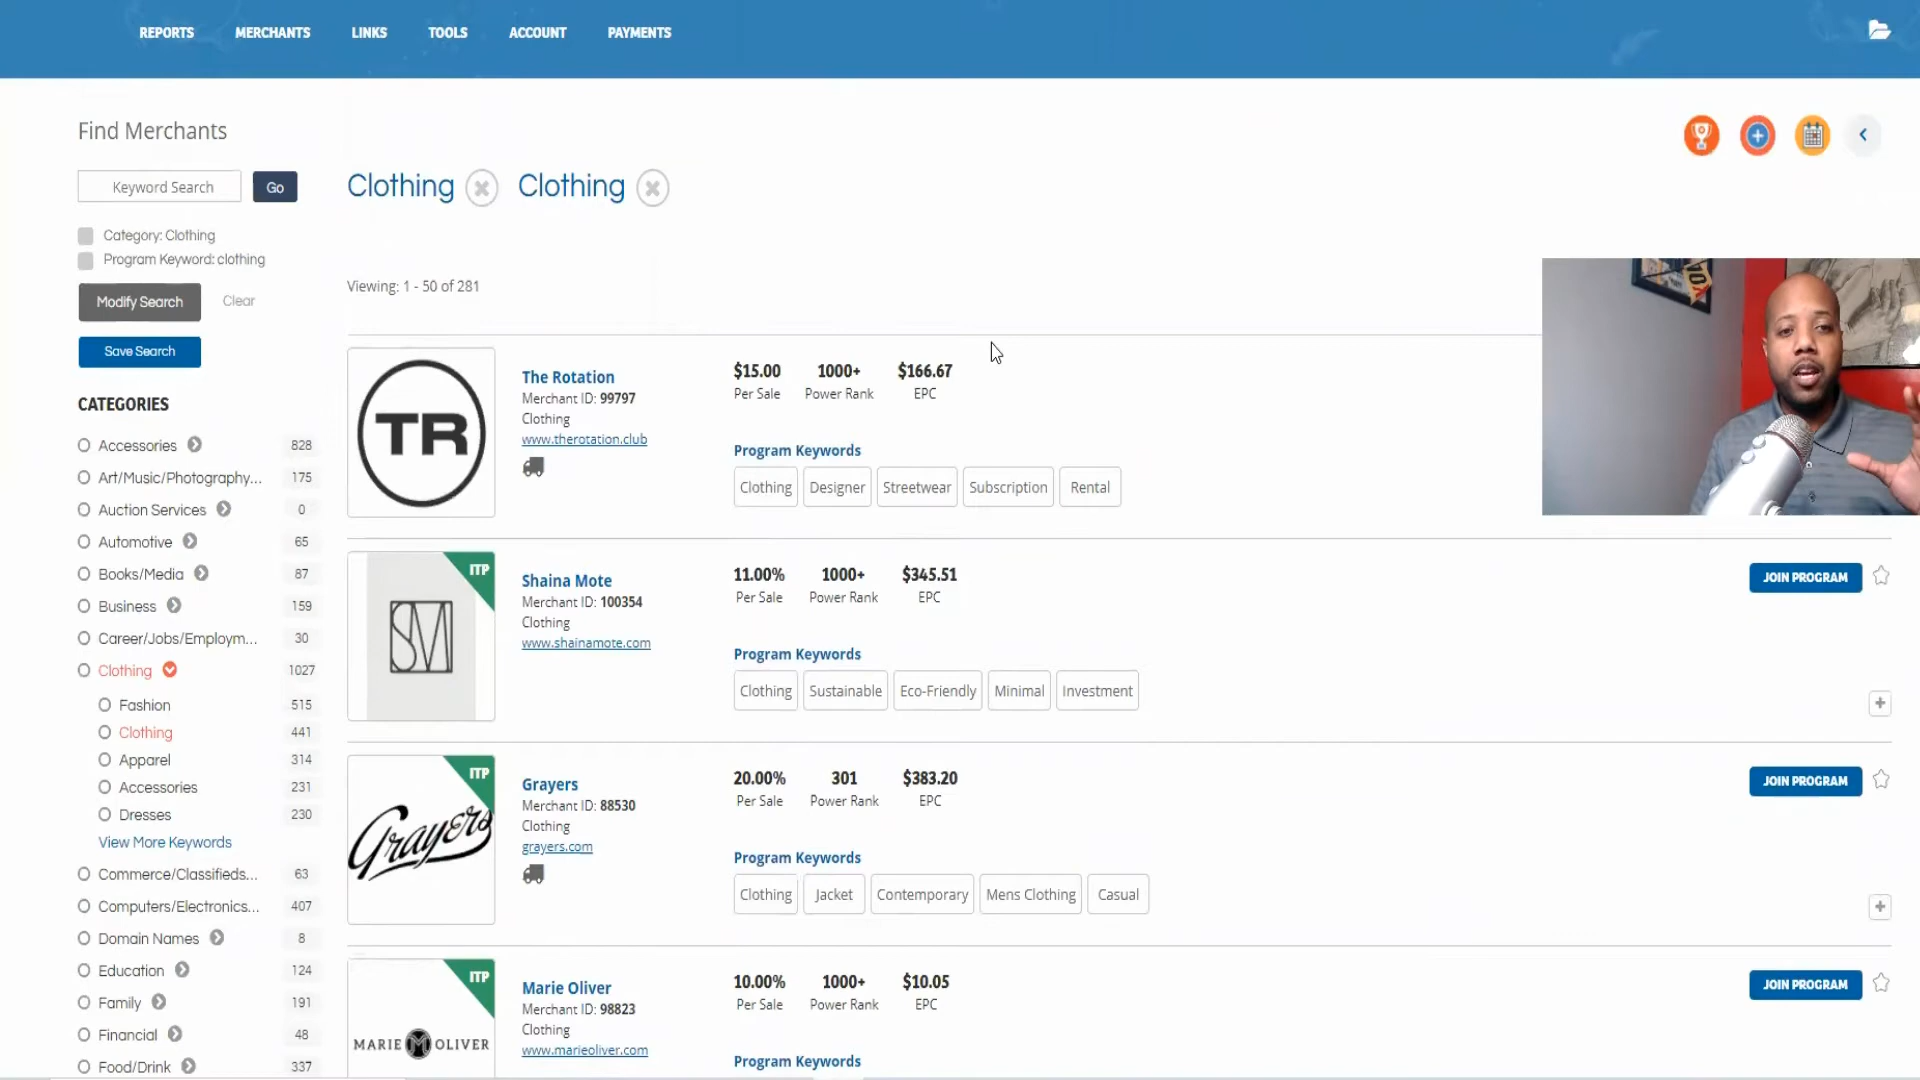 REPORTS MERCHANTS LINKS TOOLS ACCOUNT PAYMENTS
Find Merchants
Keyword Search Go
Category: Clothing
Program Keyword: clothing
Modify Search Clear
Save Search
CATEGORIES
Accessories 828
Art/Music/Photography... 175
Auction Services 0
Automotive 65
Books/Media 87
Business 159
Career/Jobs/Employm... 30
Clothing 1027
Fashion 515
Clothing 441
Apparel 314
Accessories 231
Dresses 230
View More Keywords
Commerce/Classifieds... 63
Computers/Electronics... 407
Domain Names 8
Education 124
Family 191
Financial 48
Food/Drink 337
Clothing Clothing
Viewing: 1 - 50 of 281
TR
The Rotation
Merchant ID: 99797
Clothing
www.therotation.club
$15.00 1000+ $166.67
Per Sale Power Rank EPC
Program Keywords
Clothing Designer Streetwear Subscription Rental
ITP
SM
Shaina Mote
Merchant ID: 100354
Clothing
www.shainamote.com
11.00% 1000+ $345.51
Per Sale Power Rank EPC
Program Keywords
Clothing Sustainable Eco-Friendly Minimal Investment
JOIN PROGRAM
ITP
Grayers
Grayers
Merchant ID: 88530
Clothing
grayers.com
20.00% 301 $383.20
Per Sale Power Rank EPC
Program Keywords
Clothing Jacket Contemporary Mens Clothing Casual
JOIN PROGRAM
ITP
MARIE OLIVER
Marie Oliver
Merchant ID: 98823
Clothing
www.marieoliver.com
10.00% 1000+ $10.05
Per Sale Power Rank EPC
Program Keywords
JOIN PROGRAM